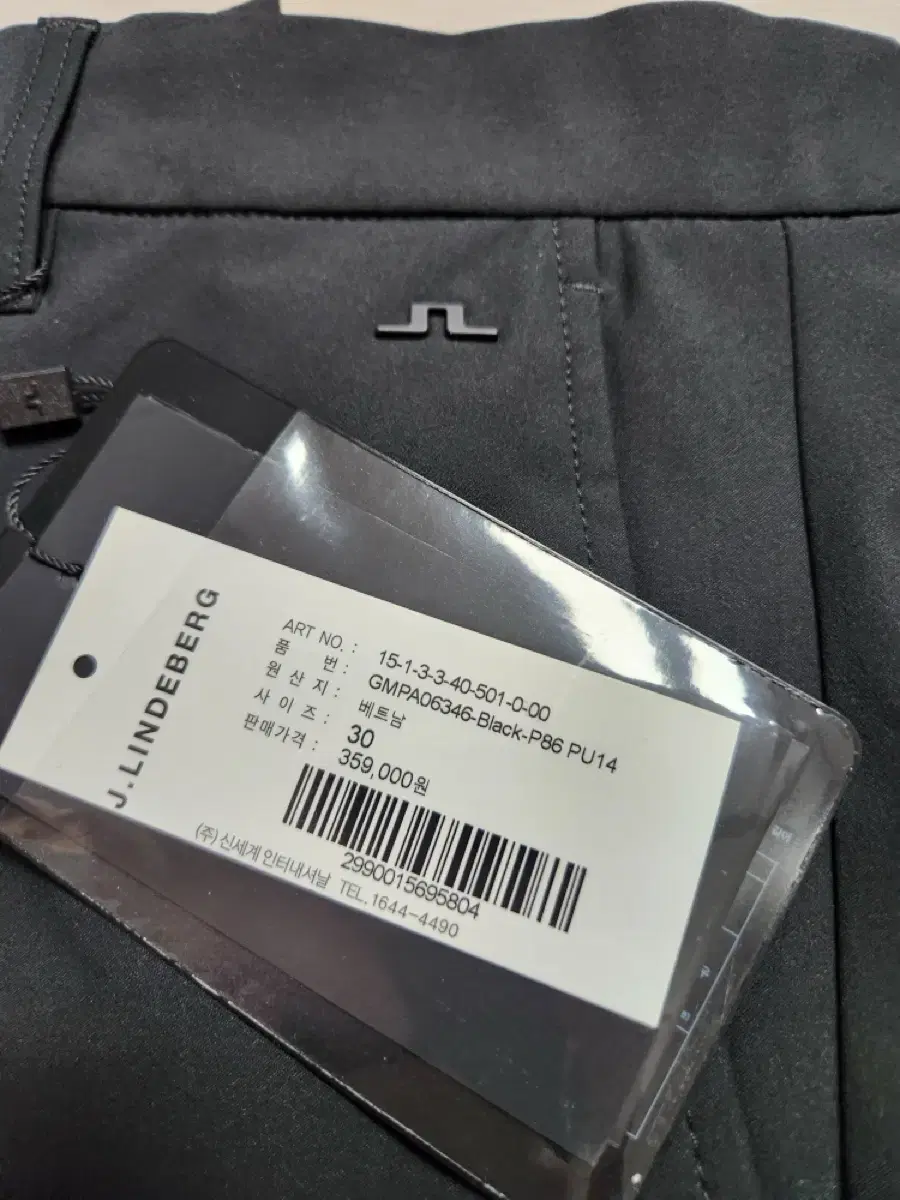 J.LINDEBERG
ART NO. : 15-1-3-3-40-501-0-00
품 번 : GMPA06346-Black-P86 PU14
원 산 지 : 베트남
사 이 즈 : 30
판매가격 : 359,000원
2990015695804
(주) 신세계 인터내셔날 TEL.1644-4490